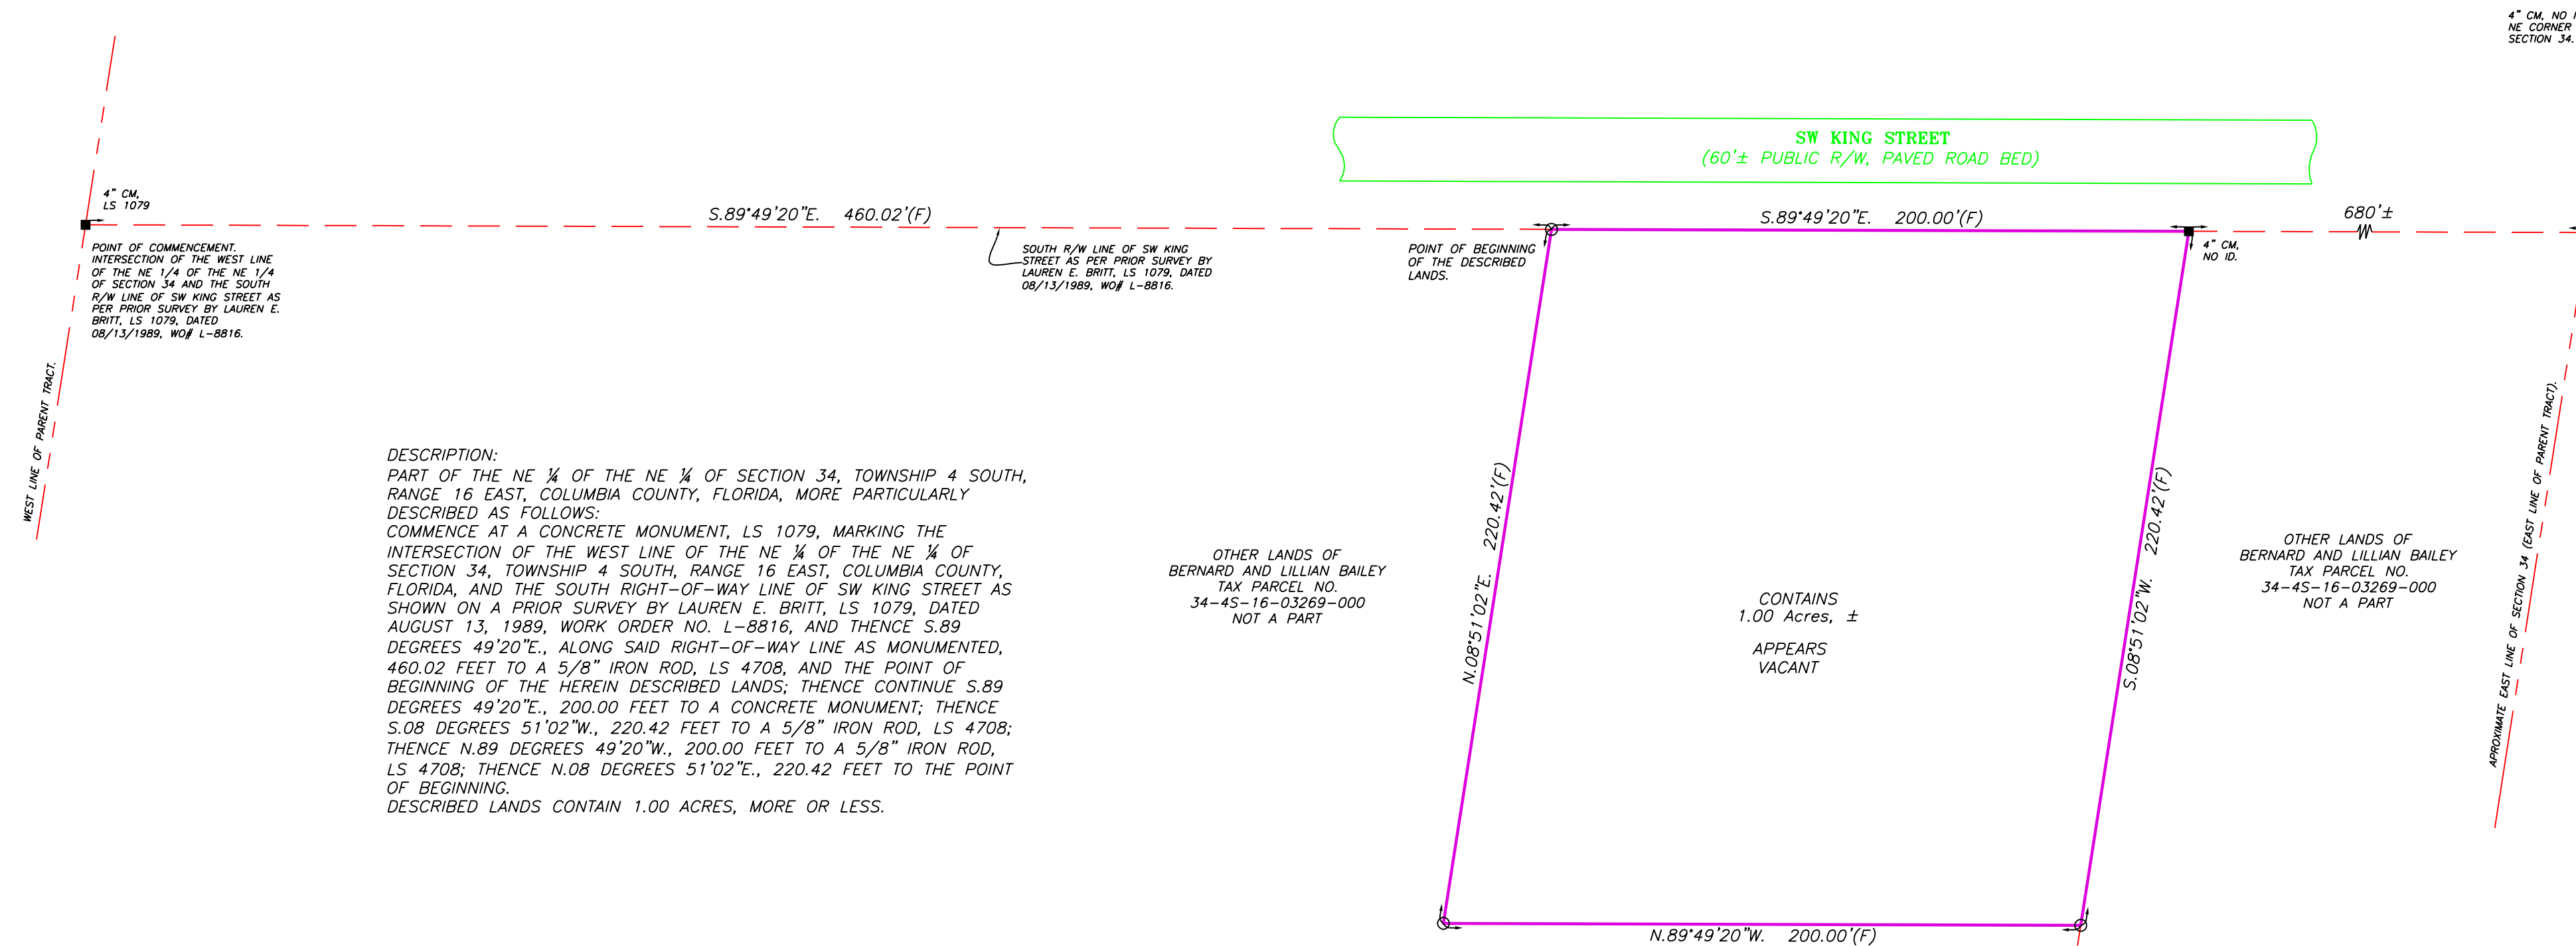 4" CM, NO
NE CORNER
SECTION 34.
SW KING STREET
(60'± PUBLIC R/W, PAVED ROAD BED)
4" CM,
LS 1079
S.89°49'20"E. 460.02'(F)
S.89°49'20"E. 200.00'(F)
680'±
POINT OF COMMENCEMENT.
INTERSECTION OF THE WEST LINE
OF THE NE 1/4 OF THE NE 1/4
OF SECTION 34 AND THE SOUTH
R/W LINE OF SW KING STREET AS
PER PRIOR SURVEY BY LAUREN E.
BRITT, LS 1079, DATED
08/13/1989, WO# L-8816.
SOUTH R/W LINE OF SW KING
STREET AS PER PRIOR SURVEY BY
LAUREN E. BRITT, LS 1079, DATED
08/13/1989, WO# L-8816.
POINT OF BEGINNING
OF THE DESCRIBED
LANDS.
4" CM,
NO ID.
WEST LINE OF PARENT TRACT.
DESCRIPTION:
PART OF THE NE ¼ OF THE NE ¼ OF SECTION 34, TOWNSHIP 4 SOUTH,
RANGE 16 EAST, COLUMBIA COUNTY, FLORIDA, MORE PARTICULARLY
DESCRIBED AS FOLLOWS:
COMMENCE AT A CONCRETE MONUMENT, LS 1079, MARKING THE
INTERSECTION OF THE WEST LINE OF THE NE ¼ OF THE NE ¼ OF
SECTION 34, TOWNSHIP 4 SOUTH, RANGE 16 EAST, COLUMBIA COUNTY,
FLORIDA, AND THE SOUTH RIGHT-OF-WAY LINE OF SW KING STREET AS
SHOWN ON A PRIOR SURVEY BY LAUREN E. BRITT, LS 1079, DATED
AUGUST 13, 1989, WORK ORDER NO. L-8816, AND THENCE S.89
DEGREES 49'20"E., ALONG SAID RIGHT-OF-WAY LINE AS MONUMENTED,
460.02 FEET TO A 5/8" IRON ROD, LS 4708, AND THE POINT OF
BEGINNING OF THE HEREIN DESCRIBED LANDS; THENCE CONTINUE S.89
DEGREES 49'20"E., 200.00 FEET TO A CONCRETE MONUMENT; THENCE
S.08 DEGREES 51'02"W., 220.42 FEET TO A 5/8" IRON ROD, LS 4708;
THENCE N.89 DEGREES 49'20"W., 200.00 FEET TO A 5/8" IRON ROD,
LS 4708; THENCE N.08 DEGREES 51'02"E., 220.42 FEET TO THE POINT
OF BEGINNING.
DESCRIBED LANDS CONTAIN 1.00 ACRES, MORE OR LESS.
OTHER LANDS OF
BERNARD AND LILLIAN BAILEY
TAX PARCEL NO.
34-4S-16-03269-000
NOT A PART
N.08°51'02"E. 220.42'(F)
CONTAINS
1.00 Acres, ±
APPEARS
VACANT
S.08°51'02"W. 220.42'(F)
OTHER LANDS OF
BERNARD AND LILLIAN BAILEY
TAX PARCEL NO.
34-4S-16-03269-000
NOT A PART
APROXIMATE EAST LINE OF SECTION 34 (EAST LINE OF PARENT TRACT).
N.89°49'20"W. 200.00'(F)